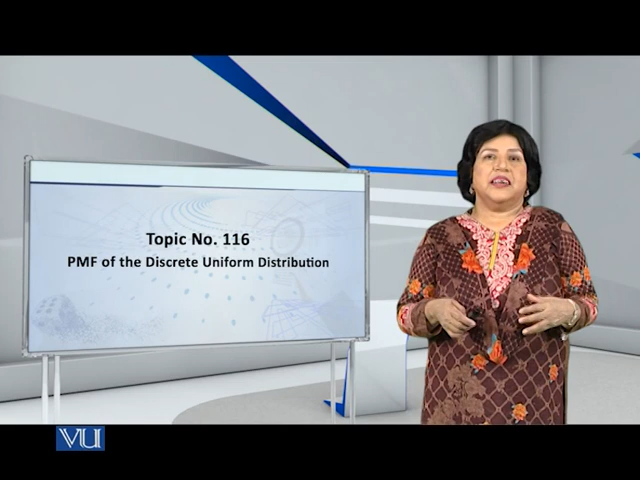 Topic No. 116
PMF of the Discrete Uniform Distribution
VU